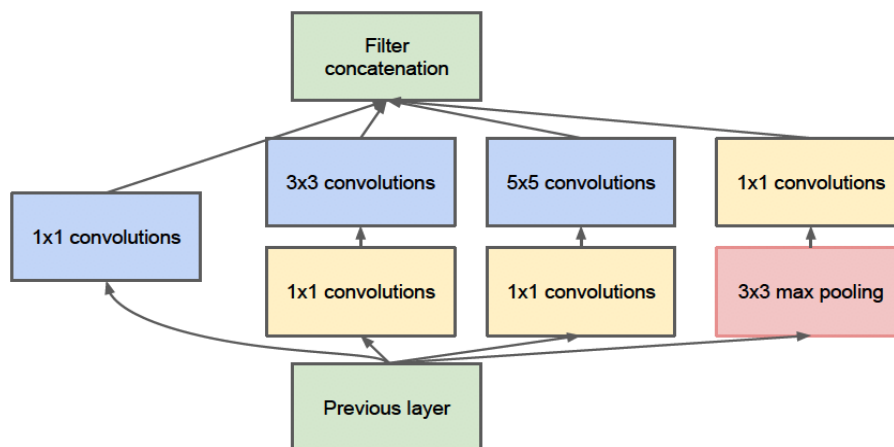 Filter
concatenation
3x3 convolutions
5x5 convolutions
1x1 convolutions
1x1 convolutions
1x1 convolutions
1x1 convolutions
3x3 max pooling
Previous layer